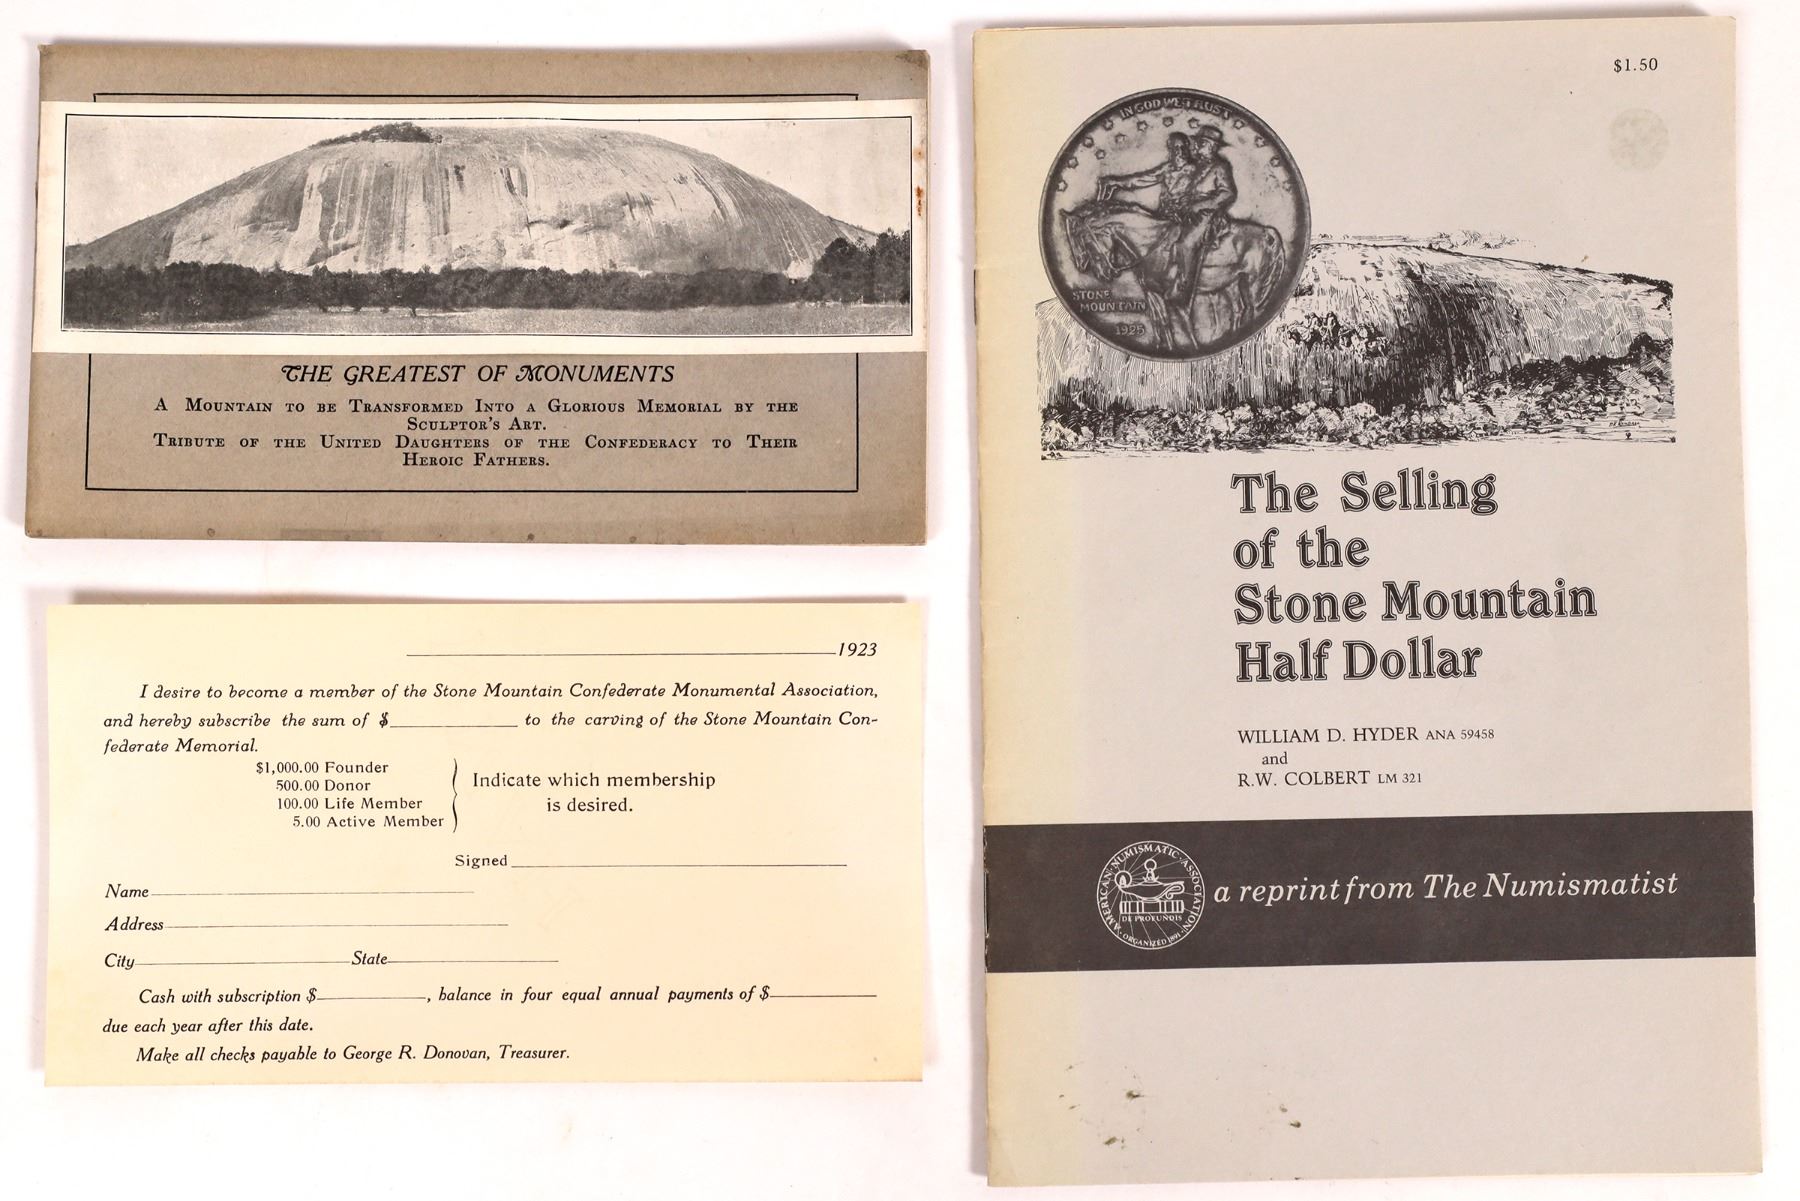 THE GREATEST OF MONUMENTS
A MOUNTAIN TO BE TRANSFORMED INTO A GLORIOUS MEMORIAL BY THE
SCULPTOR'S ART.
TRIBUTE OF THE UNITED DAUGHTERS OF THE CONFEDERACY TO THEIR
HEROIC FATHERS.
1923
I desire to become a member of the Stone Mountain Confederate Monumental Association,
and hereby subscribe the sum of $ to the carving of the Stone Mountain Con-
federate Memorial.
$1,000.00 Founder
500.00 Donor
100.00 Life Member
5.00 Active Member
Indicate which membership
is desired.
Signed
Name
Address
City State
Cash with subscription $ , balance in four equal annual payments of $
due each year after this date.
Make all checks payable to George R. Donovan, Treasurer.
$1.50
IN GOD WE TRUST
STONE
MOUNTAIN
1925
The Selling
of the
Stone Mountain
Half Dollar
WILLIAM D. HYDER ANA 59458
and
R.W. COLBERT LM 321
AMERICAN NUMISMATIC ASSOCIATION
DE PROFUNDIS
ORGANIZED 1891
a reprint from The Numismatist